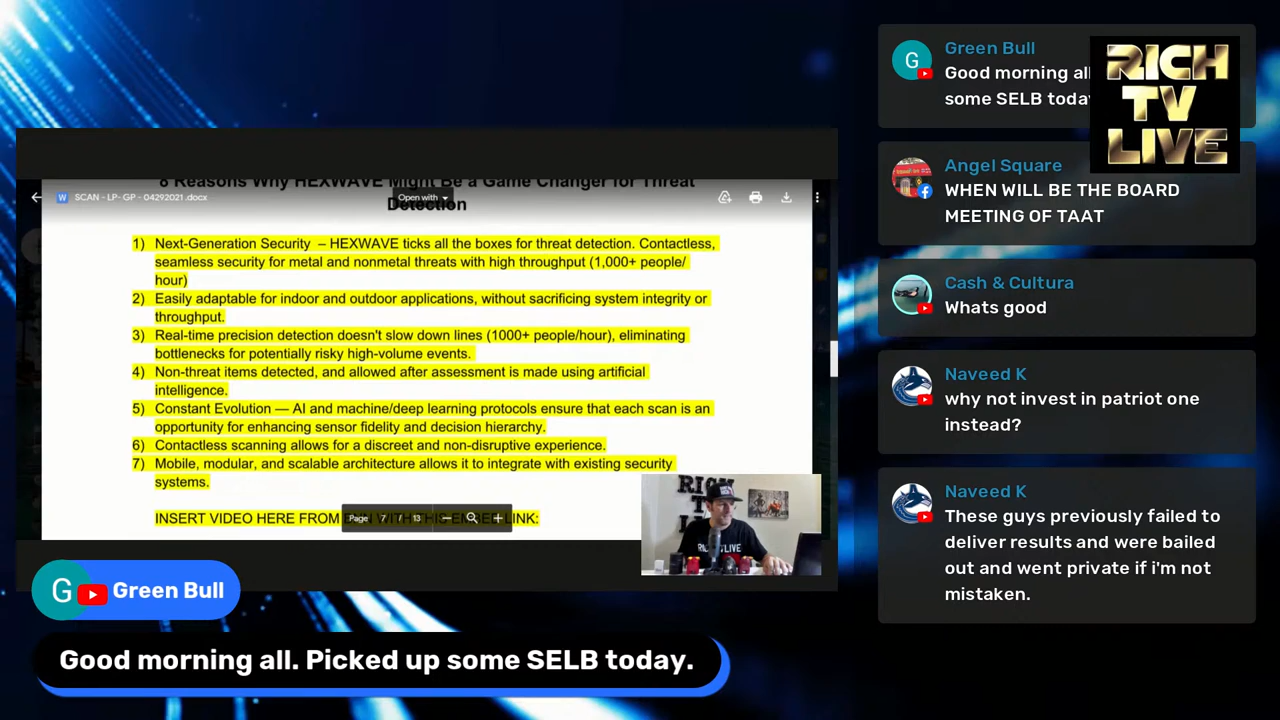 8 Reasons Why HEXWAVE Might Be a Game Changer for Threat
Detection
SCAN - LP- GP - 04292021 .docx
Open with
1) Next-Generation Security – HEXWAVE ticks all the boxes for threat detection. Contactless,
seamless security for metal and nonmetal threats with high throughput (1,000+ people/
hour)
2) Easily adaptable for indoor and outdoor applications, without sacrificing system integrity or
throughput.
3) Real-time precision detection doesn't slow down lines (1000+ people/hour), eliminating
bottlenecks for potentially risky high-volume events.
4) Non-threat items detected, and allowed after assessment is made using artificial
intelligence.
5) Constant Evolution — AI and machine/deep learning protocols ensure that each scan is an
opportunity for enhancing sensor fidelity and decision hierarchy.
6) Contactless scanning allows for a discreet and non-disruptive experience.
7) Mobile, modular, and scalable architecture allows it to integrate with existing security
systems.
INSERT VIDEO HERE FROM LINK:
Page 7 / 13
G Green Bull
Good morning all. Picked up some SELB today.
G Green Bull
Good morning all
some SELB toda
RICH
TV
LIVE
Angel Square
WHEN WILL BE THE BOARD
MEETING OF TAAT
Cash & Cultura
Whats good
Naveed K
why not invest in patriot one
instead?
Naveed K
These guys previously failed to
deliver results and were bailed
out and went private if i'm not
mistaken.